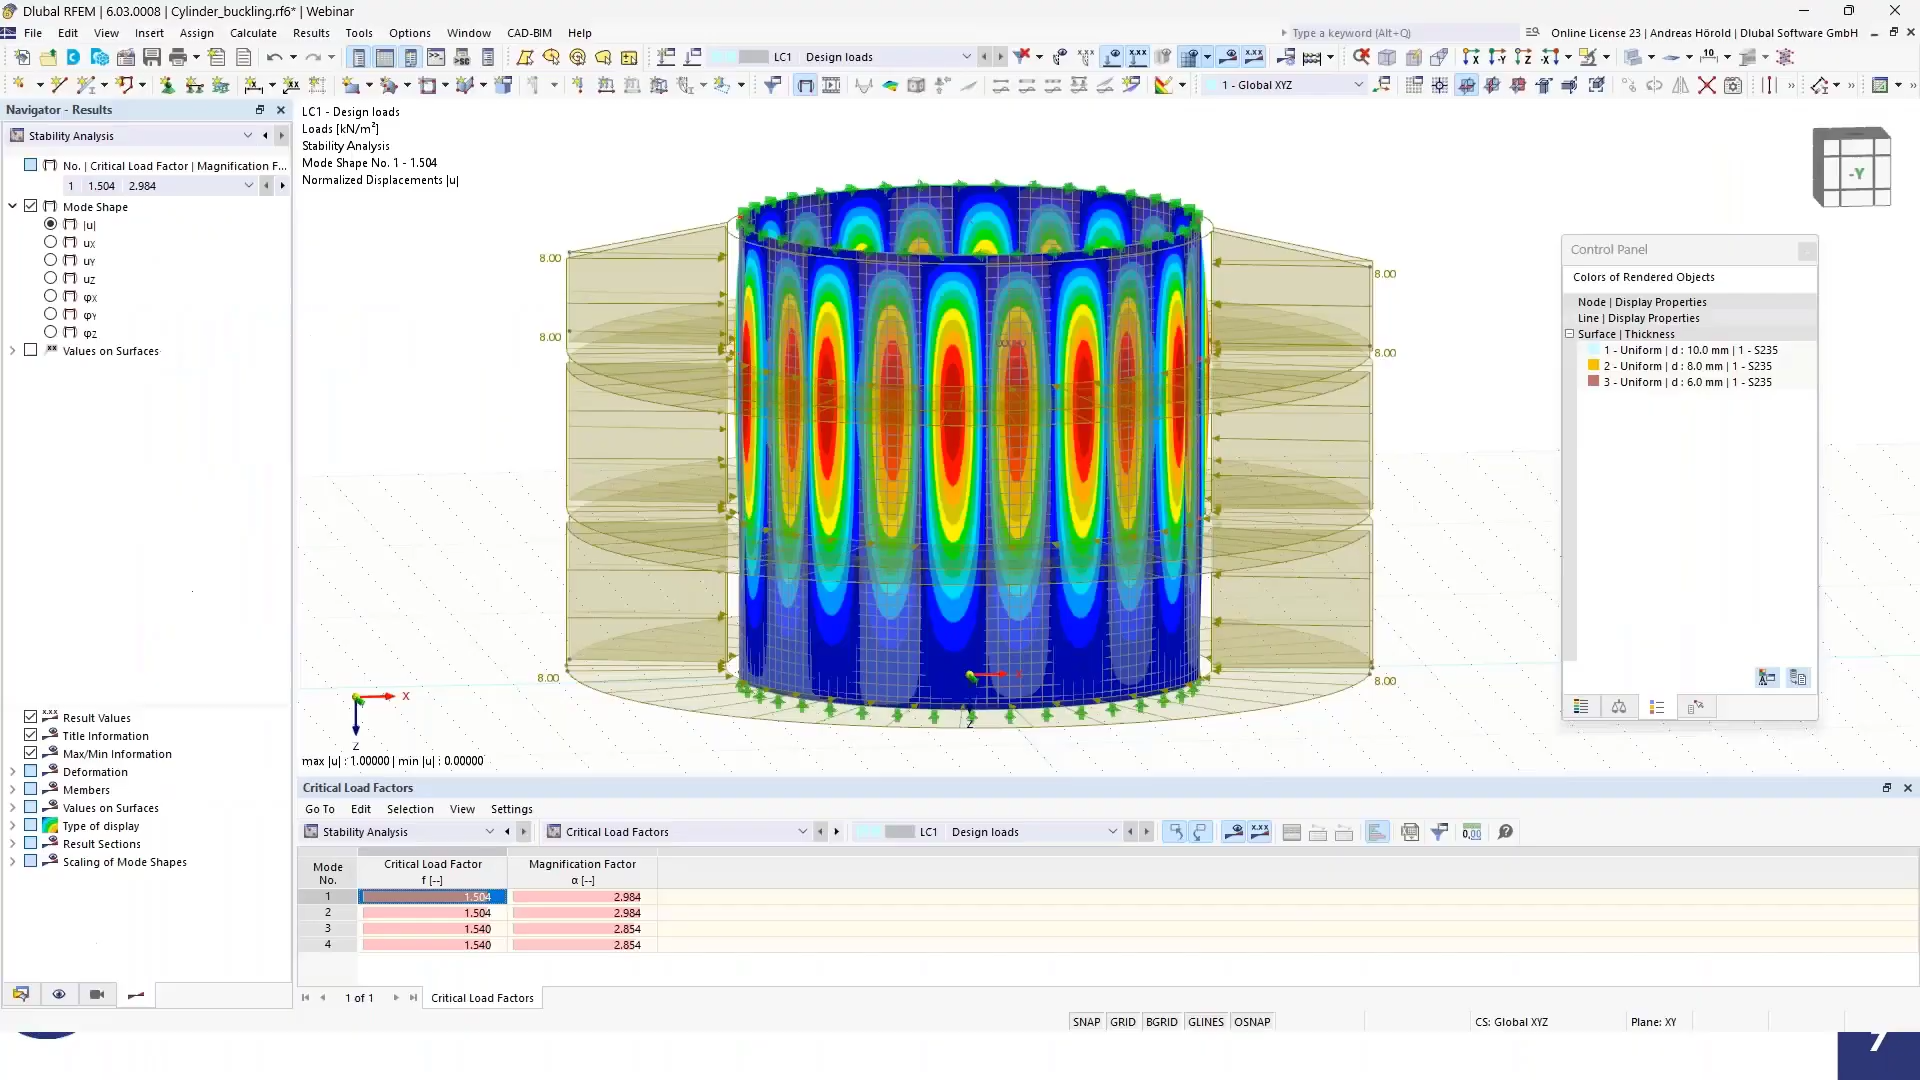 Dlubal RFEM | 6.03.0008 | Cylinder_buckling.rf6* | Webinar
File Edit View Insert Assign Calculate Results Tools Options Window CAD-BIM Help
Type a keyword (Alt+Q)
Online License 23 | Andreas Hörold | Dlubal Software GmbH
LC1 Design loads
1 - Global XYZ
Navigator - Results
Stability Analysis
No. | Critical Load Factor | Magnification F...
1 1.504 2.984
Mode Shape
|u|
uX
uY
uZ
φX
φY
φZ
Values on Surfaces
Result Values
Title Information
Max/Min Information
Deformation
Members
Values on Surfaces
Type of display
Result Sections
Scaling of Mode Shapes
LC1 - Design loads
Loads [kN/m²]
Stability Analysis
Mode Shape No. 1 - 1.504
Normalized Displacements |u|
8.00
8.00
8.00
8.00
8.00
8.00
X
Z
Z
-Y
max |u| : 1.00000 | min |u| : 0.00000
Control Panel
Colors of Rendered Objects
Node | Display Properties
Line | Display Properties
Surface | Thickness
1 - Uniform | d : 10.0 mm | 1 - S235
2 - Uniform | d : 8.0 mm | 1 - S235
3 - Uniform | d : 6.0 mm | 1 - S235
Critical Load Factors
Go To Edit Selection View Settings
Stability Analysis Critical Load Factors LC1 Design loads
Mode No. Critical Load Factor f [--] Magnification Factor α [--]
1 1.504 2.984
2 1.504 2.984
3 1.540 2.854
4 1.540 2.854
1 of 1 Critical Load Factors
SNAP GRID BGRID GLINES OSNAP CS: Global XYZ Plane: XY